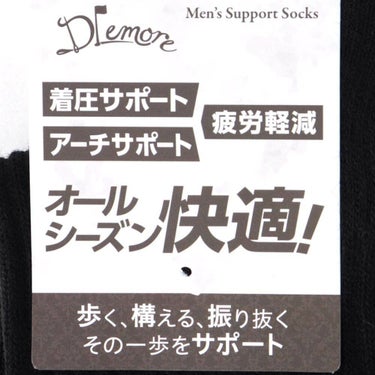 Dremore
Men's Support Socks
着圧サポート
アーチサポート
疲労軽減
オール
シーズン快適!
歩く、構える、振り抜く
その一歩をサポート